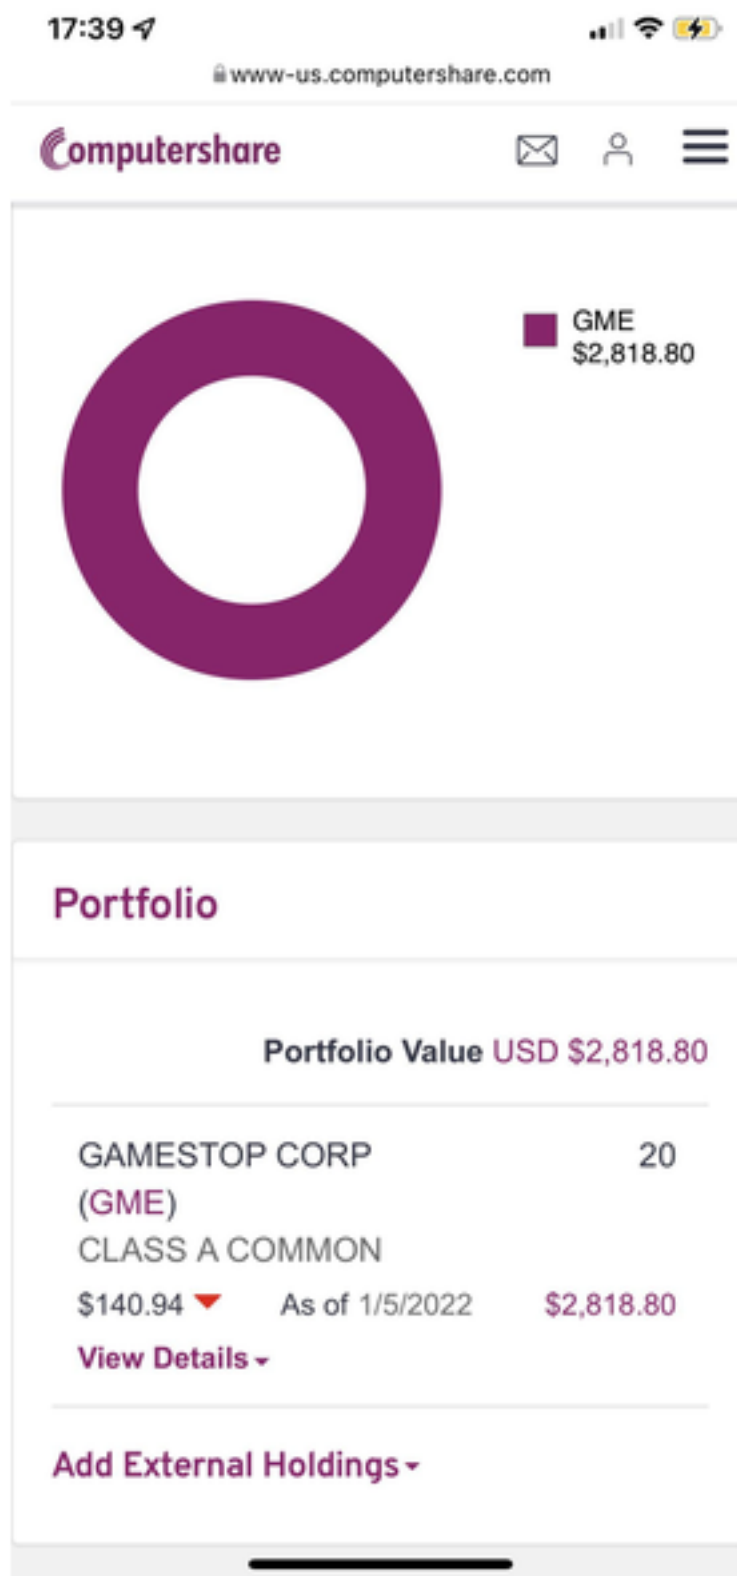 17:39
www-us.computershare.com
Computershare
GME
$2,818.80
Portfolio
Portfolio Value USD $2,818.80
GAMESTOP CORP 20
(GME)
CLASS A COMMON
$140.94 As of 1/5/2022 $2,818.80
View Details
Add External Holdings